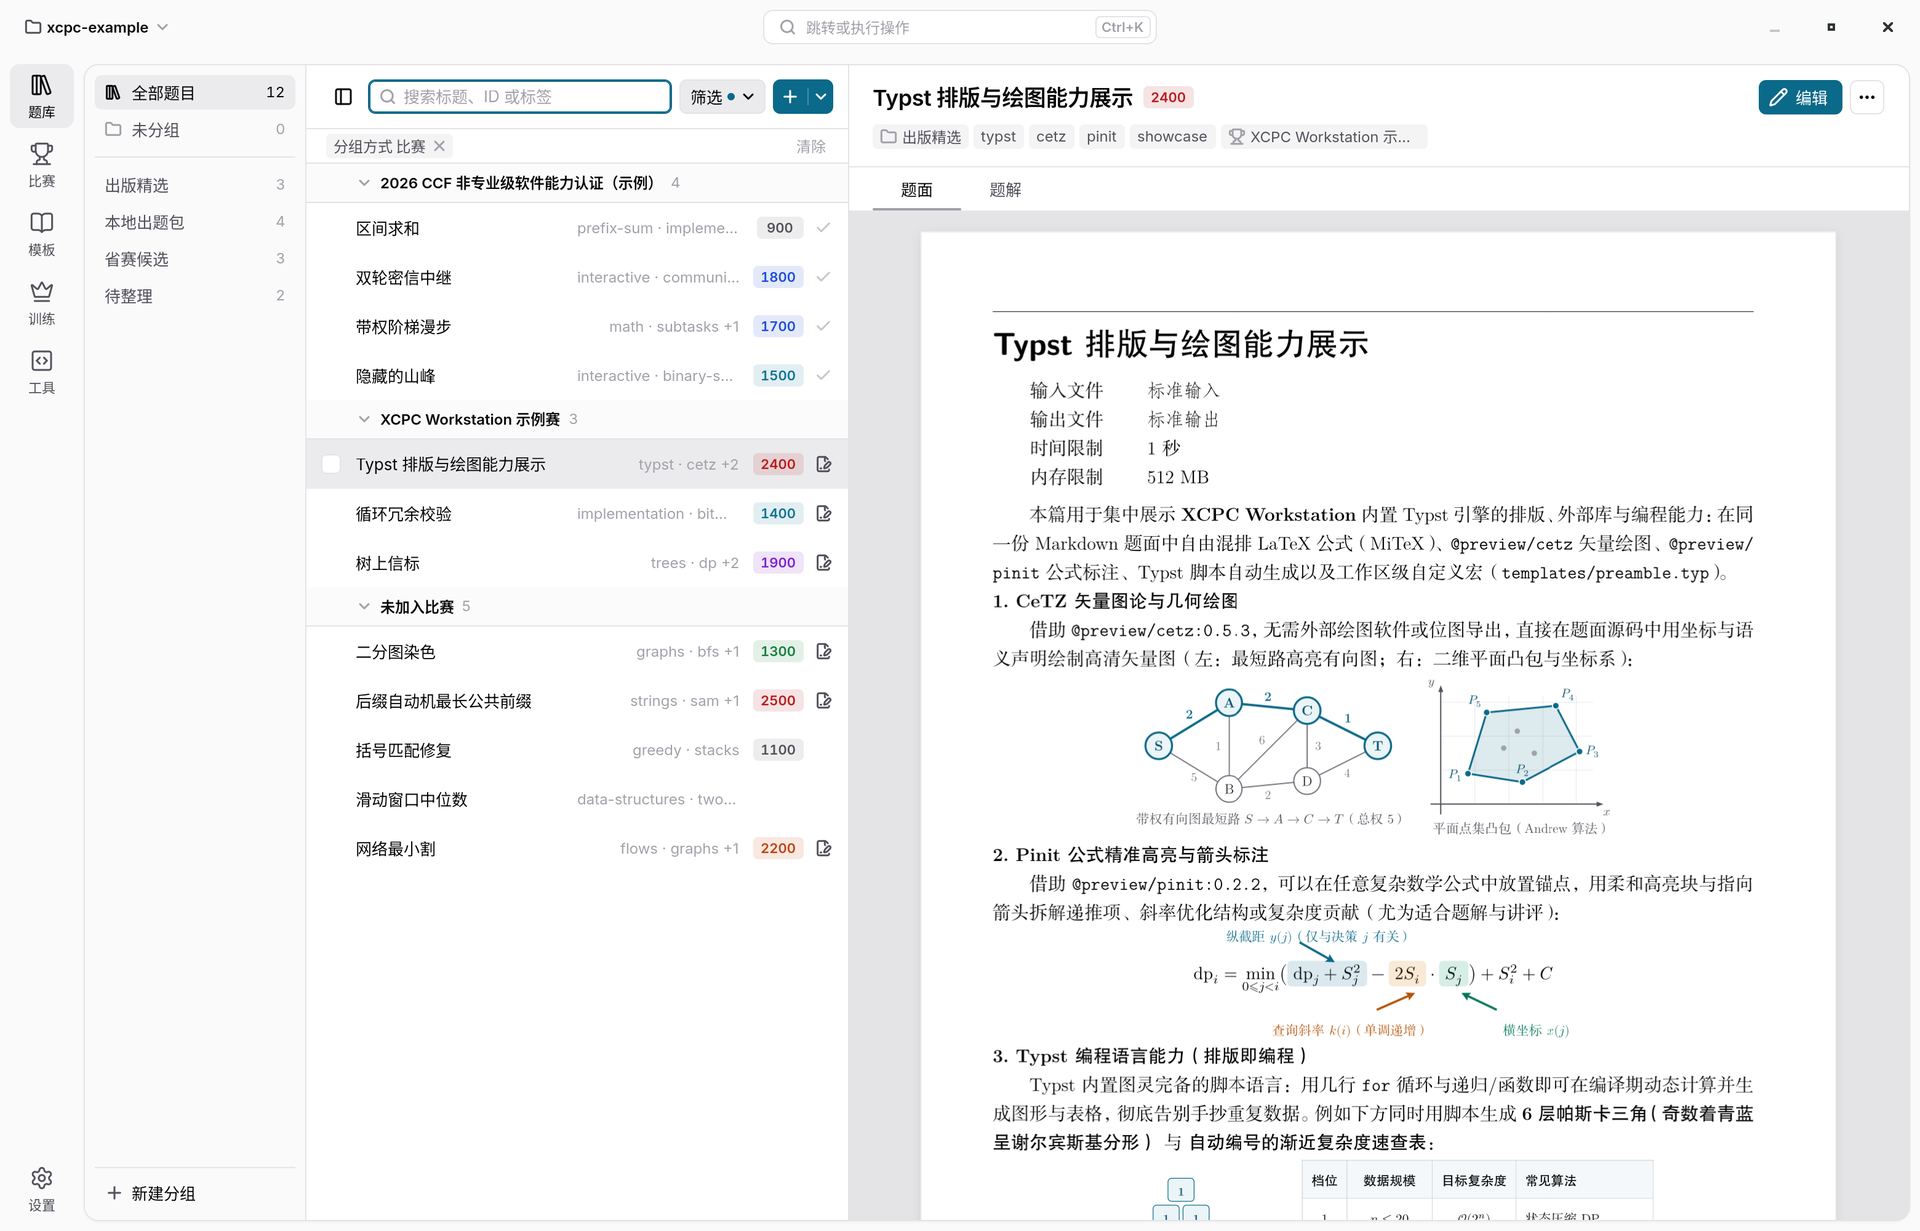 xcpc-example
跳转或执行操作
Ctrl+K
题库
比赛
模板
训练
工具
设置
全部题目 12
未分组 0
出版精选 3
本地出题包 4
省赛候选 3
待整理 2
新建分组
搜索标题、ID 或标签
筛选
分组方式 比赛
清除
2026 CCF 非专业级软件能力认证（示例） 4
区间求和 prefix-sum · impleme... 900
双轮密信中继 interactive · communi... 1800
带权阶梯漫步 math · subtasks +1 1700
隐藏的山峰 interactive · binary-s... 1500
XCPC Workstation 示例赛 3
Typst 排版与绘图能力展示 typst · cetz +2 2400
循环冗余校验 implementation · bit... 1400
树上信标 trees · dp +2 1900
未加入比赛 5
二分图染色 graphs · bfs +1 1300
后缀自动机最长公共前缀 strings · sam +1 2500
括号匹配修复 greedy · stacks 1100
滑动窗口中位数 data-structures · two...
网络最小割 flows · graphs +1 2200
Typst 排版与绘图能力展示 2400
编辑
出版精选 typst cetz pinit showcase XCPC Workstation 示...
题面 题解
Typst 排版与绘图能力展示
输入文件 标准输入
输出文件 标准输出
时间限制 1 秒
内存限制 512 MB
本篇用于集中展示 XCPC Workstation 内置 Typst 引擎的排版、外部库与编程能力：在同
一份 Markdown 题面中自由混排 LaTeX 公式（MiTeX）、@preview/cetz 矢量绘图、@preview/
pinit 公式标注、Typst 脚本自动生成以及工作区级自定义宏（templates/preamble.typ）。
1. CeTZ 矢量图论与几何绘图
借助 @preview/cetz:0.5.3，无需外部绘图软件或位图导出，直接在题面源码中用坐标与语
义声明绘制高清矢量图（左：最短路高亮有向图；右：二维平面凸包与坐标系）：
S A C T B D
2 2 1 1 6 3 5 2 4
带权有向图最短路 S → A → C → T（总权 5）
y x P₁ P₂ P₃ P₄ P₅
平面点集凸包（Andrew 算法）
2. Pinit 公式精准高亮与箭头标注
借助 @preview/pinit:0.2.2，可以在任意复杂数学公式中放置锚点，用柔和高亮块与指向
箭头拆解递推项、斜率优化结构或复杂度贡献（尤为适合题解与讲评）：
纵截距 y(j)（仅与决策 j 有关）
dpᵢ = min 0⩽j<i (dpⱼ + Sⱼ² − 2Sᵢ · Sⱼ) + Sᵢ² + C
查询斜率 k(i)（单调递增）
横坐标 x(j)
3. Typst 编程语言能力（排版即编程）
Typst 内置图灵完备的脚本语言：用几行 for 循环与递归/函数即可在编译期动态计算并生
成图形与表格，彻底告别手抄重复数据。例如下方同时用脚本生成 6 层帕斯卡三角（奇数着青蓝
呈谢尔宾斯基分形） 与 自动编号的渐近复杂度速查表：
1
1 1
档位 数据规模 目标复杂度 常见算法
1 n ≤ 20 O(2ⁿ) 状态压缩 DP